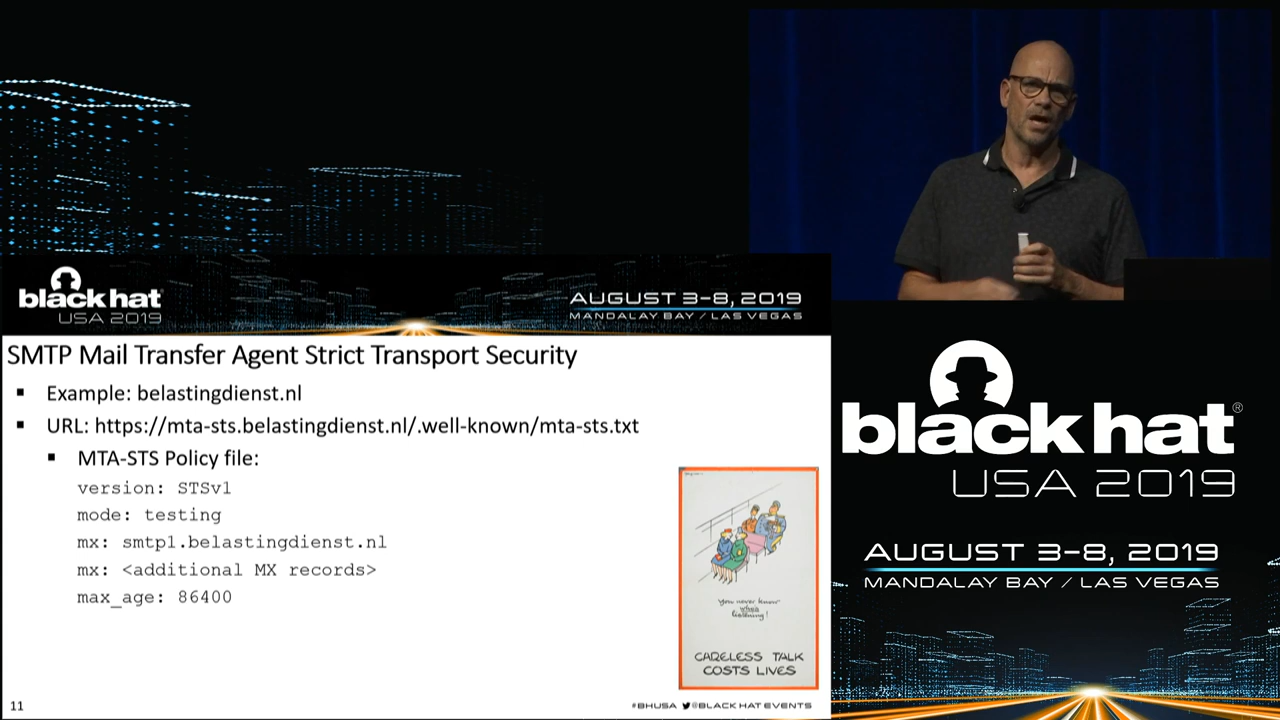 black hat
USA 2019
AUGUST 3–8, 2019
MANDALAY BAY / LAS VEGAS
SMTP Mail Transfer Agent Strict Transport Security
Example: belastingdienst.nl
URL: https://mta-sts.belastingdienst.nl/.well-known/mta-sts.txt
MTA-STS Policy file:
version: STSv1
mode: testing
mx: smtp1.belastingdienst.nl
mx: <additional MX records>
max_age: 86400
you never know
who's
listening!
CARELESS TALK
COSTS LIVES
11
#BHUSA @BLACK HAT EVENTS
black hat®
USA 2019
AUGUST 3–8, 2019
MANDALAY BAY / LAS VEGAS